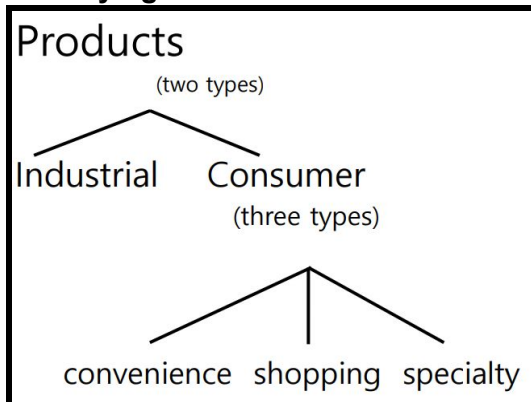 Products
(two types)
Industrial Consumer
(three types)
convenience shopping specialty